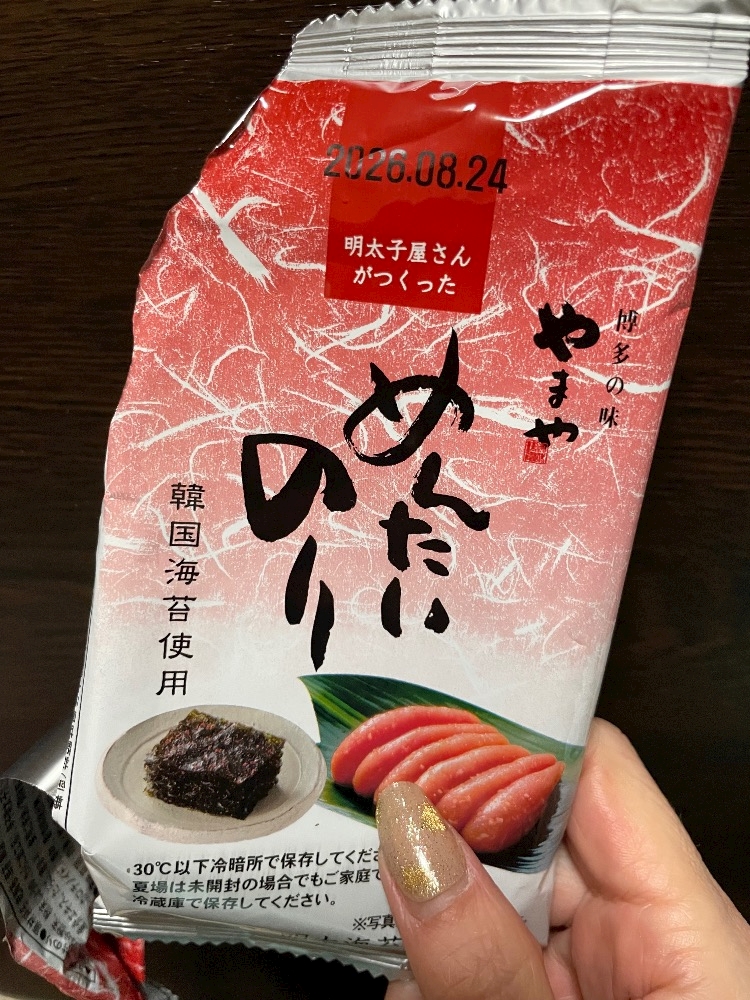 2026.08.24
明太子屋さん
がつくった
博多の味
やまや
めんたい
のり
韓国海苔使用
30℃以下冷暗所で保存してくださ
夏場は未開封の場合でもご家庭で
冷蔵庫で保存してください。
※写真